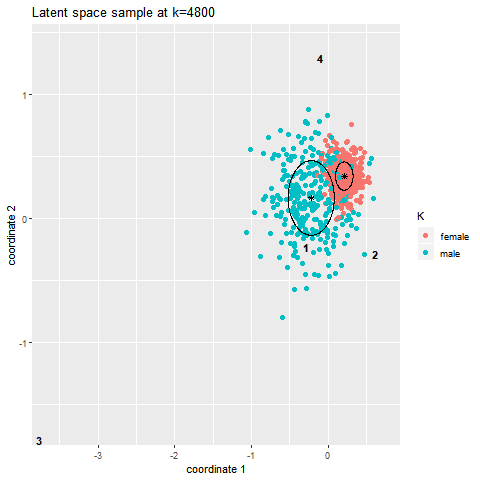 Latent space sample at k=4800
4
1
K
female
male
0
1
2
-1
3
-3
-2
-1
0
coordinate 1
coordinate 2